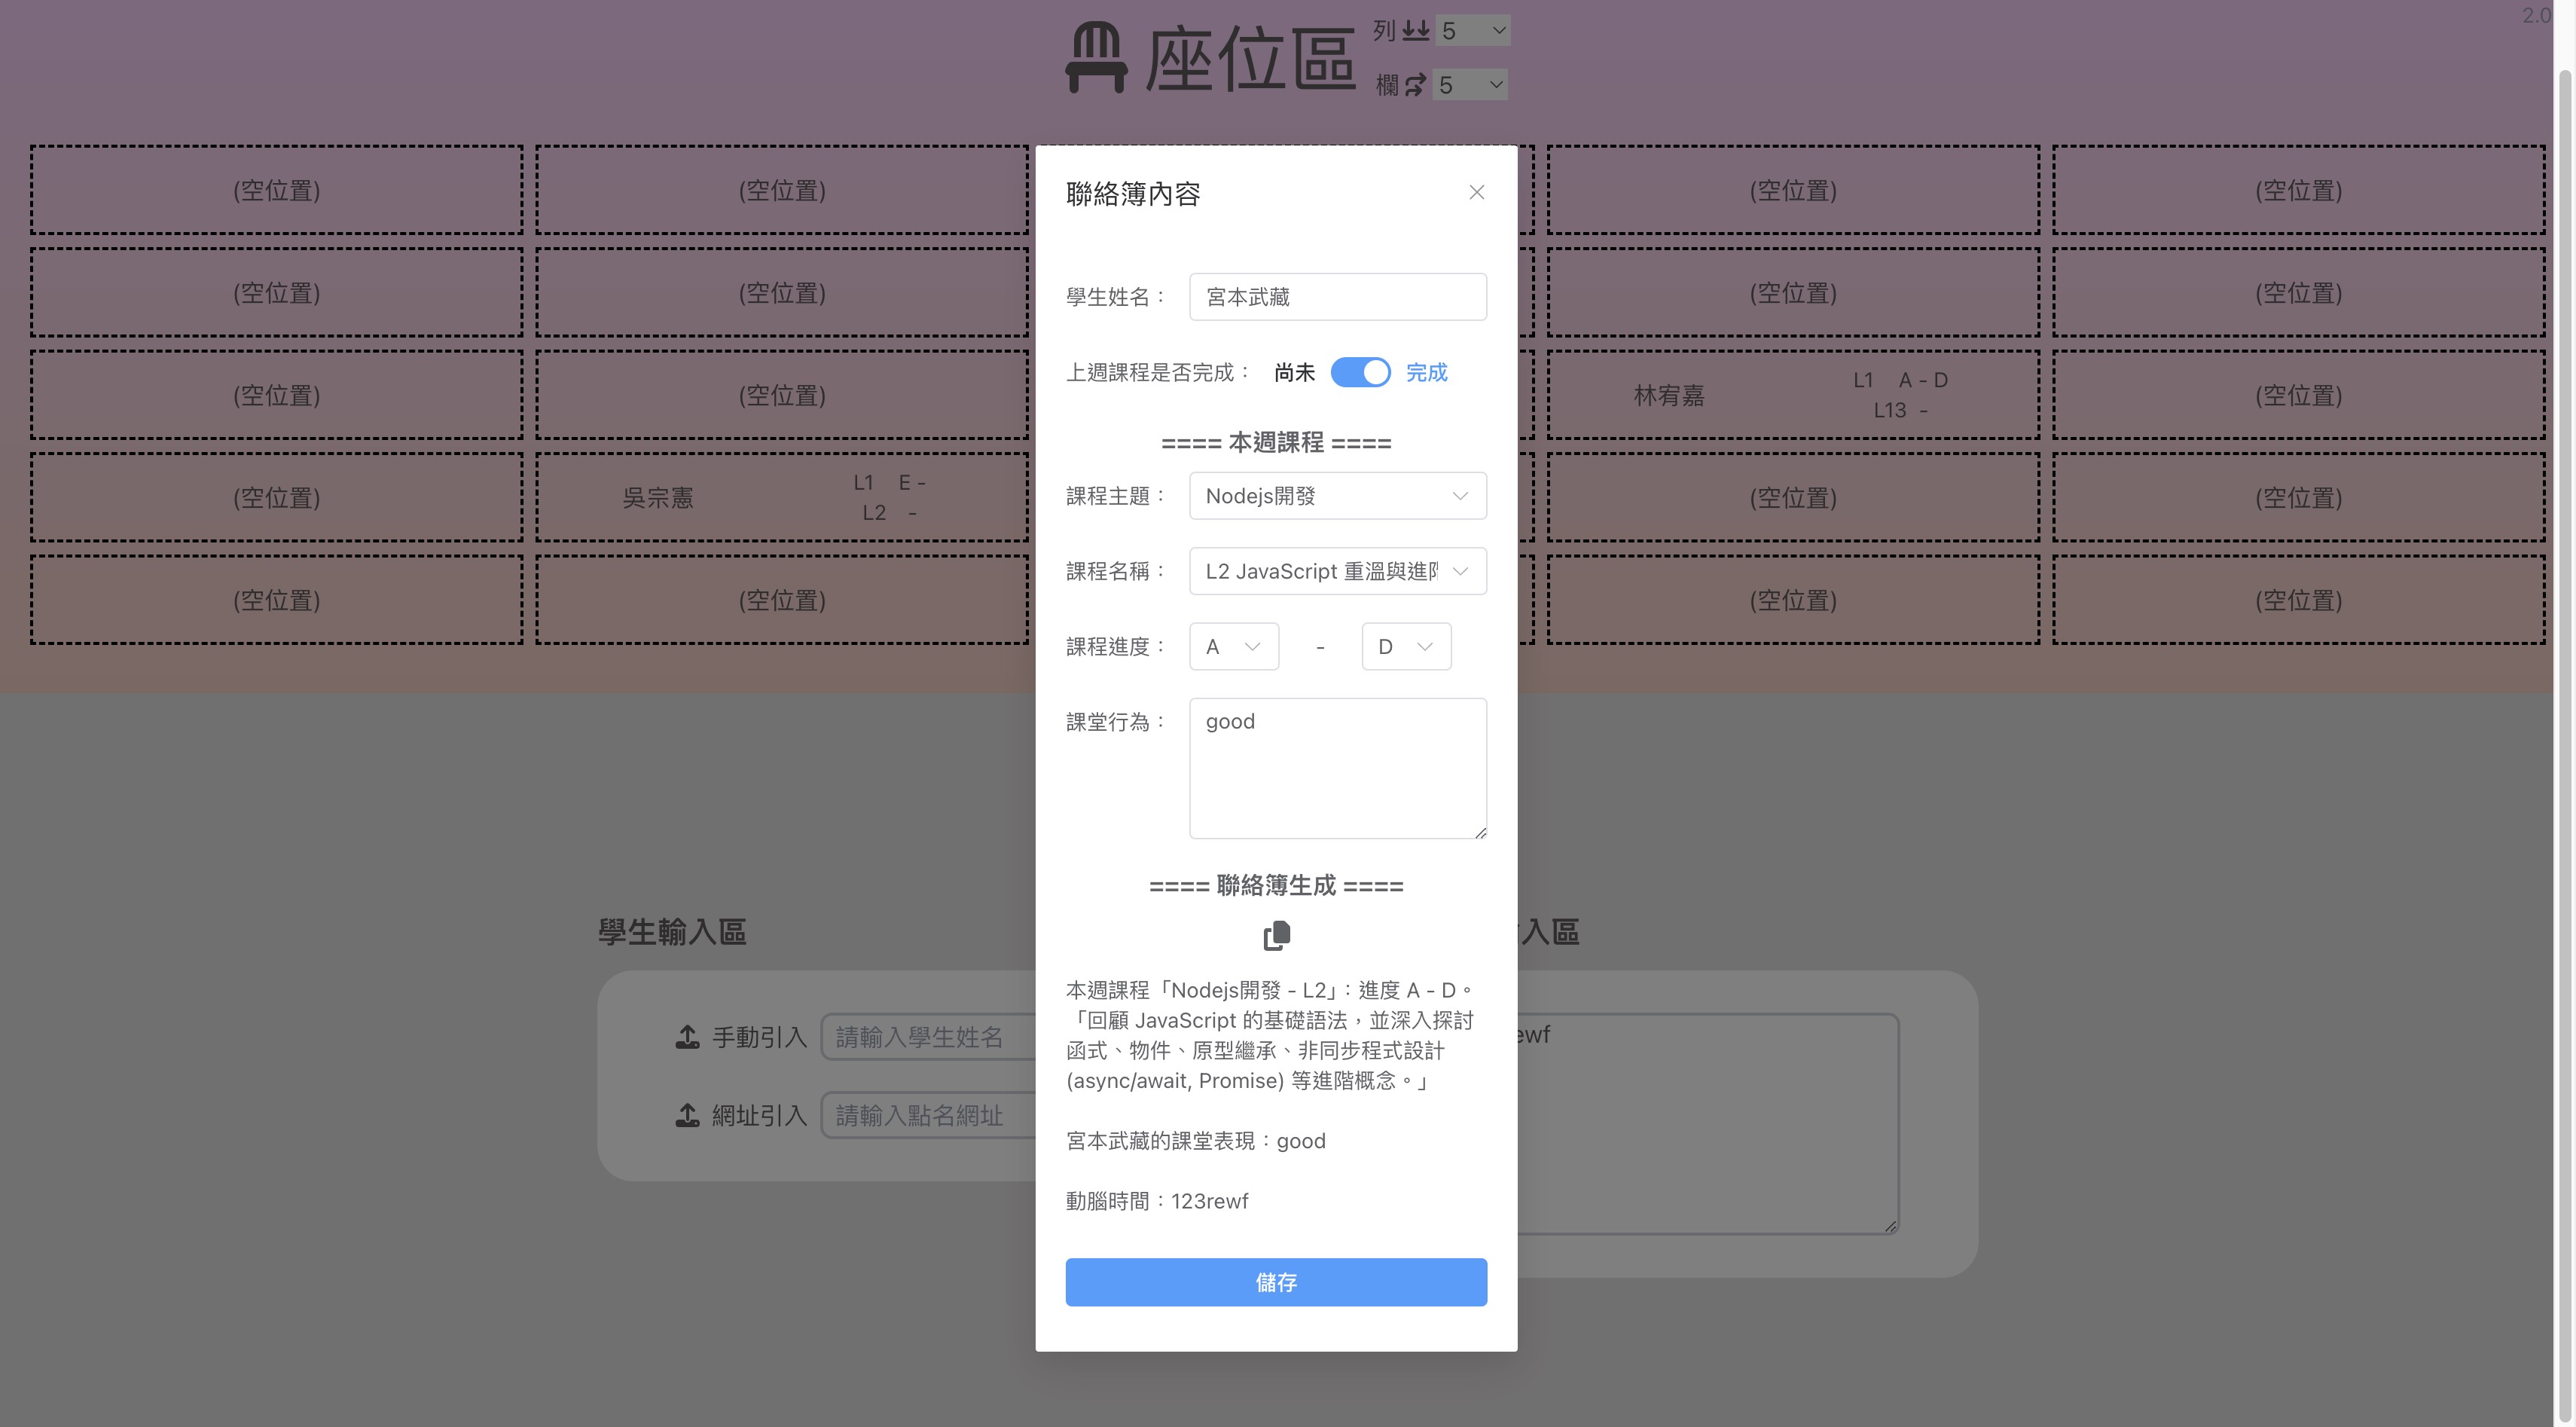 2.0
座位區
列 5
欄 5
(空位置) (空位置) (空位置) (空位置)
(空位置) (空位置) (空位置) (空位置)
(空位置) (空位置) 林宥嘉 L1 A - D (空位置)
L13 -
(空位置) 吳宗憲 L1 E - (空位置) (空位置)
L2 -
(空位置) (空位置) (空位置) (空位置)
聯絡簿內容
學生姓名： 宮本武藏
上週課程是否完成： 尚未 完成
==== 本週課程 ====
課程主題： Nodejs開發
課程名稱： L2 JavaScript 重溫與進
課程進度： A - D
課堂行為： good
==== 聯絡簿生成 ====
本週課程「Nodejs開發 - L2」：進度 A - D。
「回顧 JavaScript 的基礎語法，並深入探討
函式、物件、原型繼承、非同步程式設計
(async/await, Promise) 等進階概念。」
宮本武藏的課堂表現：good
動腦時間：123rewf
儲存
學生輸入區
手動引入 請輸入學生姓名
網址引入 請輸入點名網址
入區
ewf